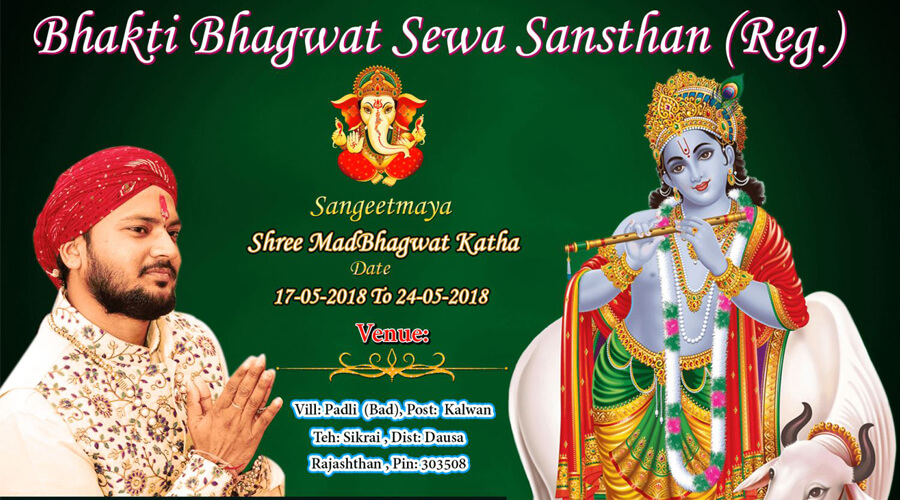 Bhakti Bhagwat Sewa Sansthan (Reg.)
Sangeetmaya
Shree MadBhagwat Katha
Date
17-05-2018 To 24-05-2018
Venue:
Vill: Padli (Bad), Post: Kalwan
Teh: Sikrai , Dist: Dausa
Rajashthan , Pin: 303508